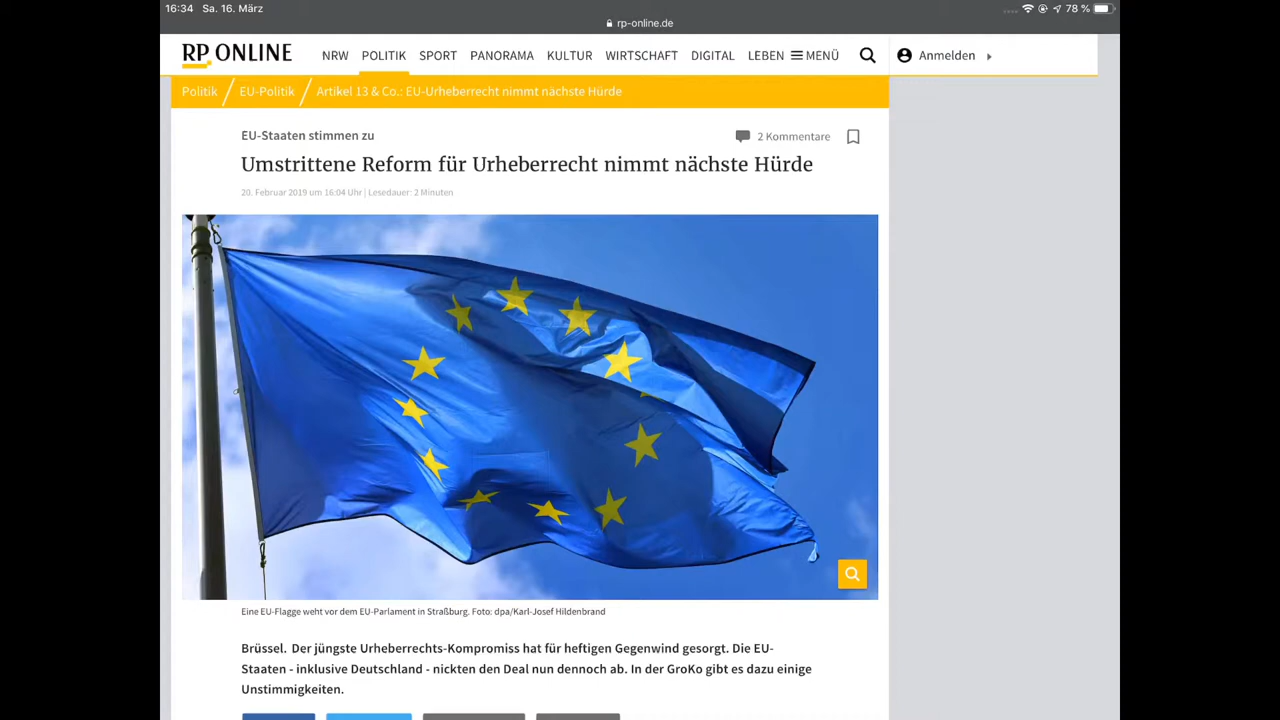 16:34 Sa. 16. März
78 %
rp-online.de
RP ONLINE
NRW POLITIK SPORT PANORAMA KULTUR WIRTSCHAFT DIGITAL LEBEN MENÜ Anmelden
Politik EU-Politik Artikel 13 & Co.: EU-Urheberrecht nimmt nächste Hürde
EU-Staaten stimmen zu
2 Kommentare
Umstrittene Reform für Urheberrecht nimmt nächste Hürde
20. Februar 2019 um 16:04 Uhr | Lesedauer: 2 Minuten
Eine EU-Flagge weht vor dem EU-Parlament in Straßburg. Foto: dpa/Karl-Josef Hildenbrand
Brüssel. Der jüngste Urheberrechts-Kompromiss hat für heftigen Gegenwind gesorgt. Die EU-
Staaten - inklusive Deutschland - nickten den Deal nun dennoch ab. In der GroKo gibt es dazu einige
Unstimmigkeiten.